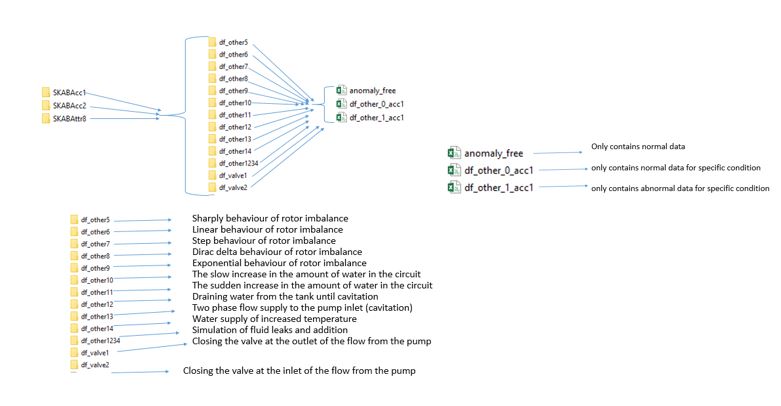 SKABAcc1
SKABAcc2
SKABAttr8
df_other5
df_other6
df_other7
df_other8
df_other9
df_other10
df_other11
df_other12
df_other13
df_other14
df_other1234
df_valve1
df_valve2
anomaly_free
df_other_0_acc1
df_other_1_acc1
anomaly_free
Only contains normal data
df_other_0_acc1
only contains normal data for specific condition
df_other_1_acc1
only contains abnormal data for specific condition
df_other5
Sharply behaviour of rotor imbalance
df_other6
Linear behaviour of rotor imbalance
df_other7
Step behaviour of rotor imbalance
df_other8
Dirac delta behaviour of rotor imbalance
df_other9
Exponential behaviour of rotor imbalance
df_other10
The slow increase in the amount of water in the circuit
df_other11
The sudden increase in the amount of water in the circuit
df_other12
Draining water from the tank until cavitation
df_other13
Two phase flow supply to the pump inlet (cavitation)
df_other14
Water supply of increased temperature
df_other1234
Simulation of fluid leaks and addition
df_valve1
Closing the valve at the outlet of the flow from the pump
df_valve2
Closing the valve at the inlet of the flow from the pump